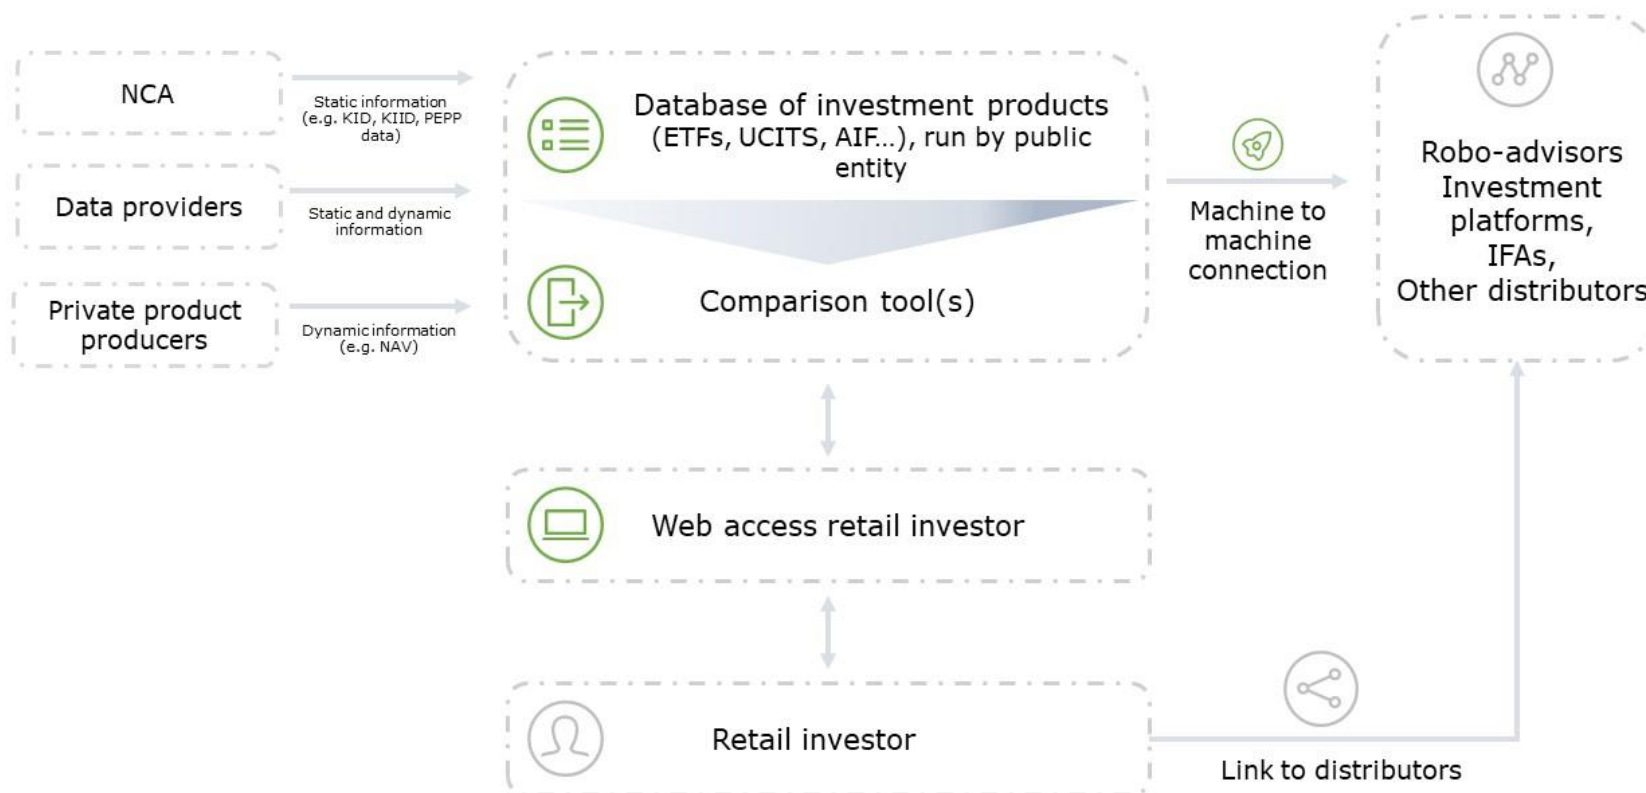 NCA
Static information
(e.g. KID, KIID, PEPP
data)
Data providers
Static and dynamic
information
Private product
producers
Dynamic information
(e.g. NAV)
Database of investment products
(ETFs, UCITS, AIF...), run by public
entity
Comparison tool(s)
Machine to
machine
connection
Robo-advisors
Investment
platforms,
IFAs,
Other distributors
Web access retail investor
Retail investor
Link to distributors